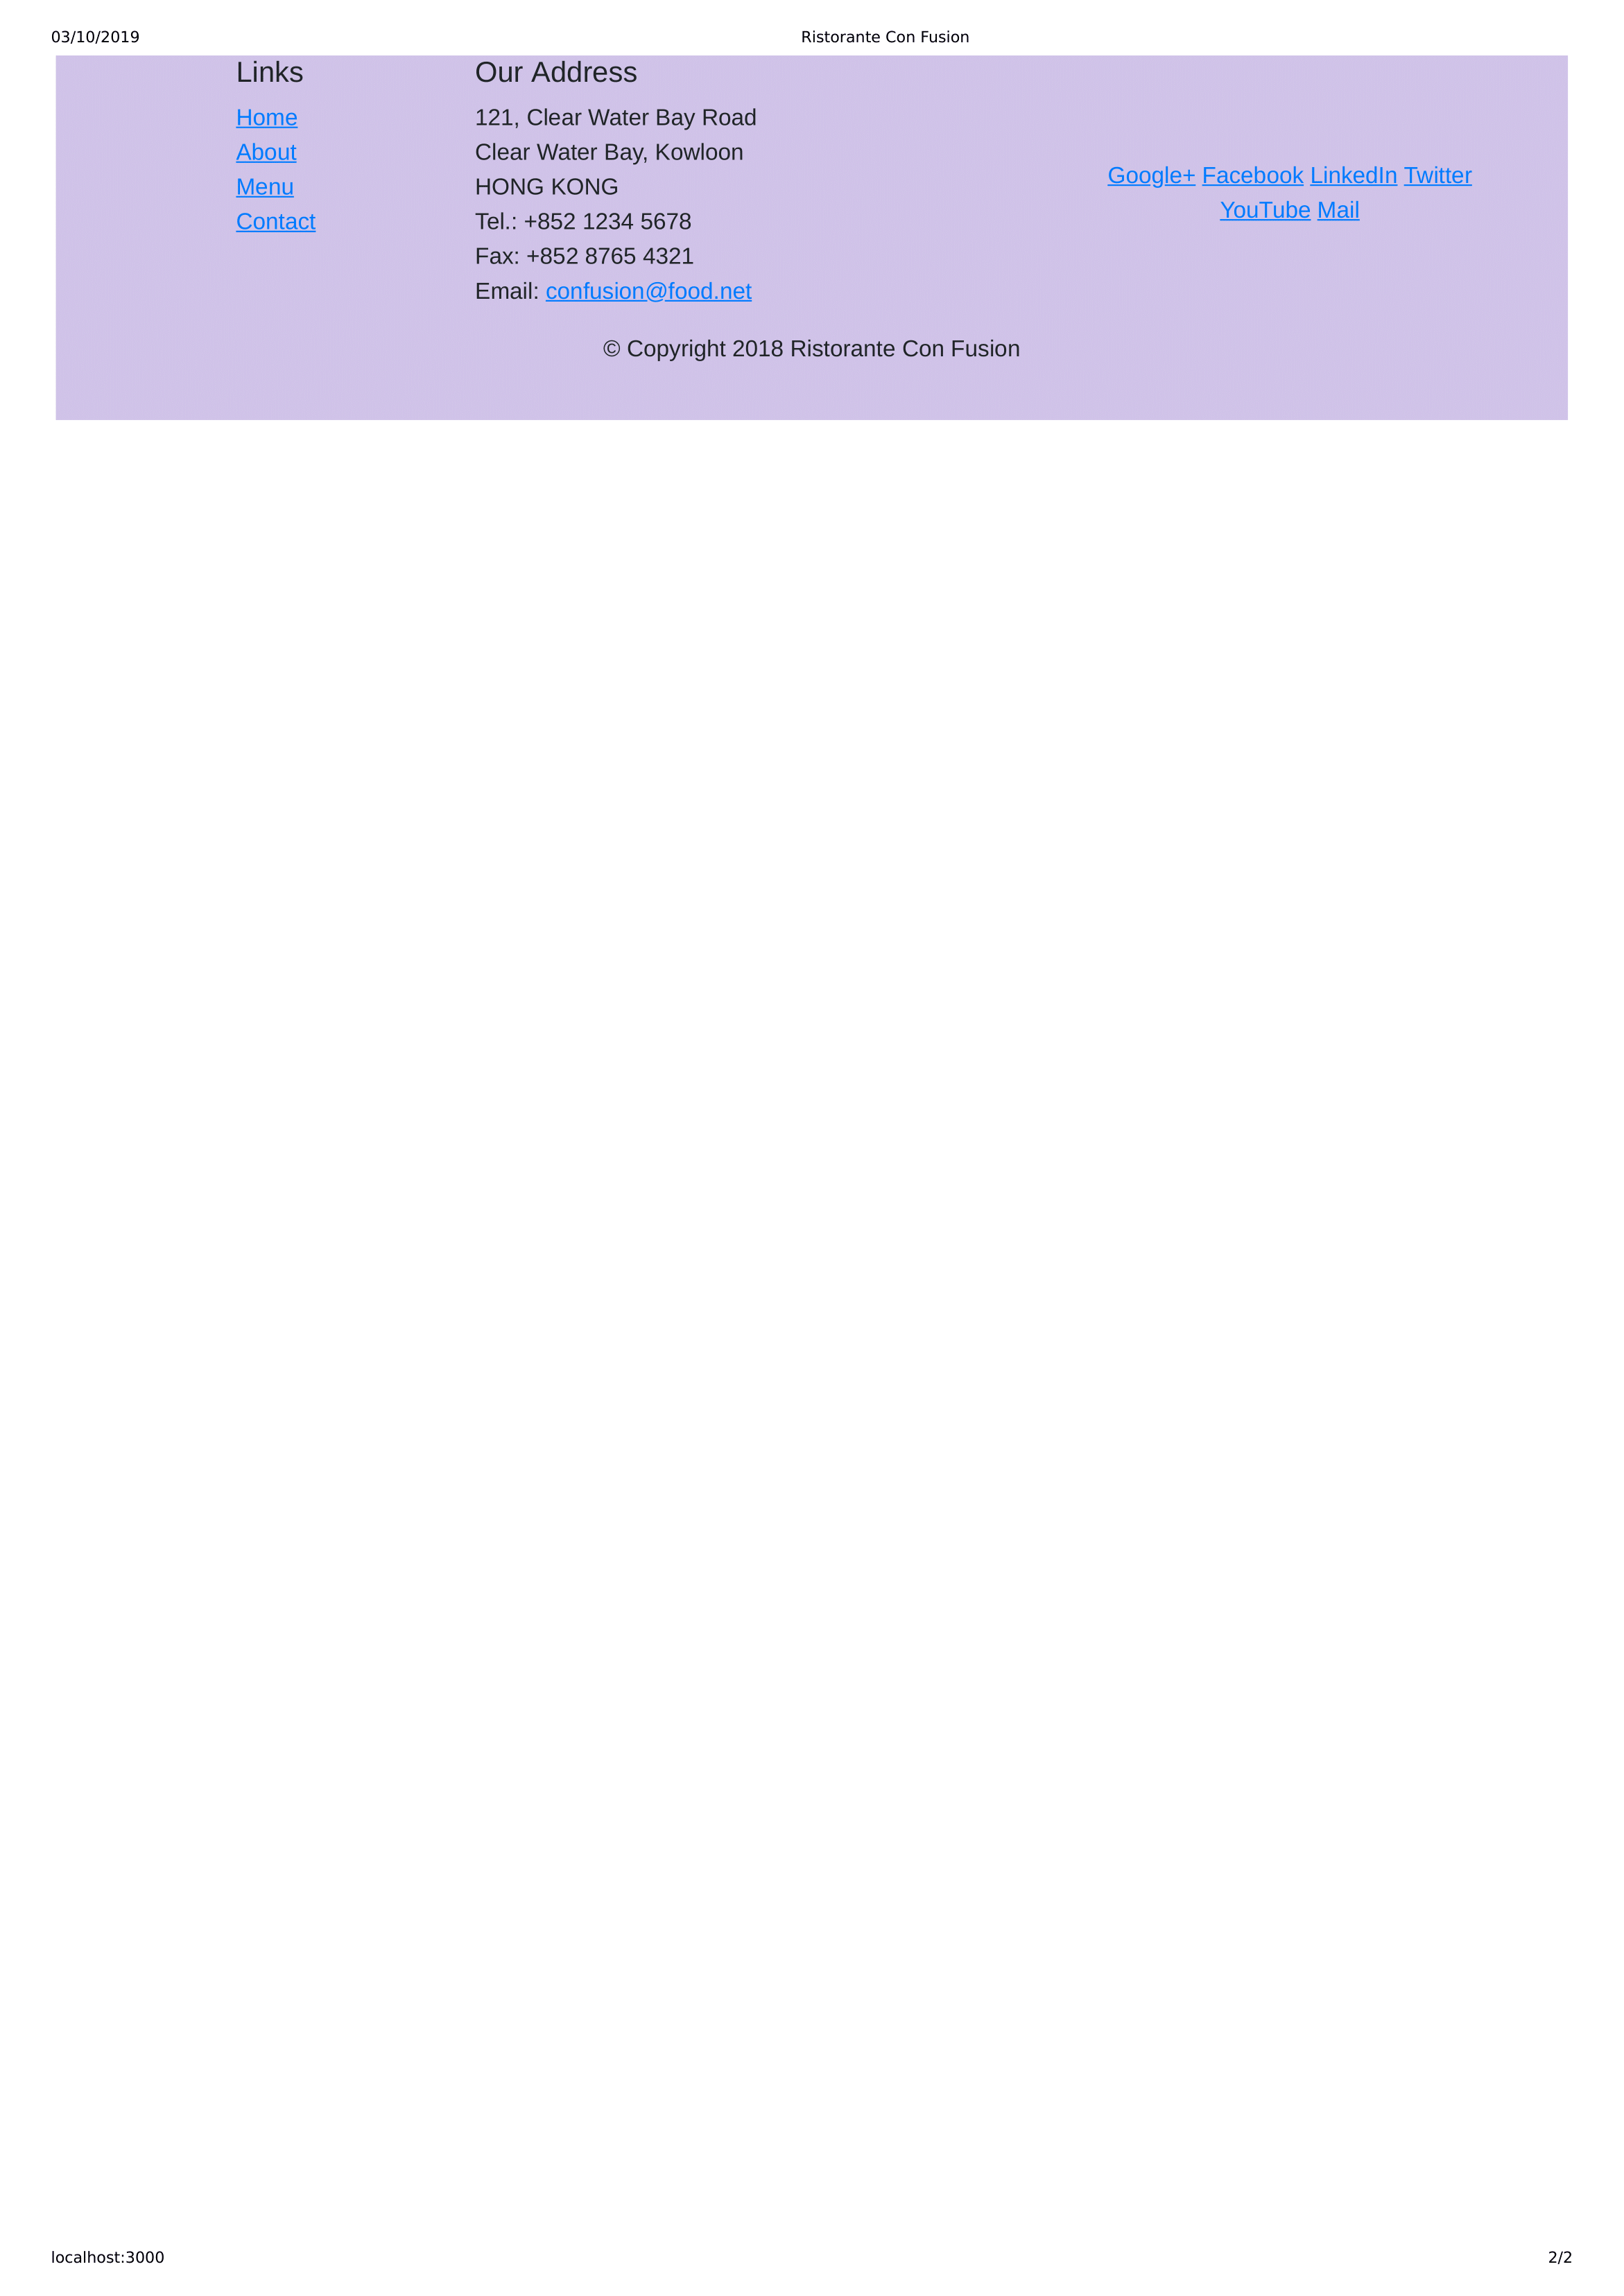 03/10/2019
Ristorante Con Fusion
Links
Home
About
Menu
Contact
Our Address
121, Clear Water Bay Road
Clear Water Bay, Kowloon
HONG KONG
Tel.: +852 1234 5678
Fax: +852 8765 4321
Email: confusion@food.net
Google+ Facebook LinkedIn Twitter
YouTube Mail
© Copyright 2018 Ristorante Con Fusion
localhost:3000
2/2